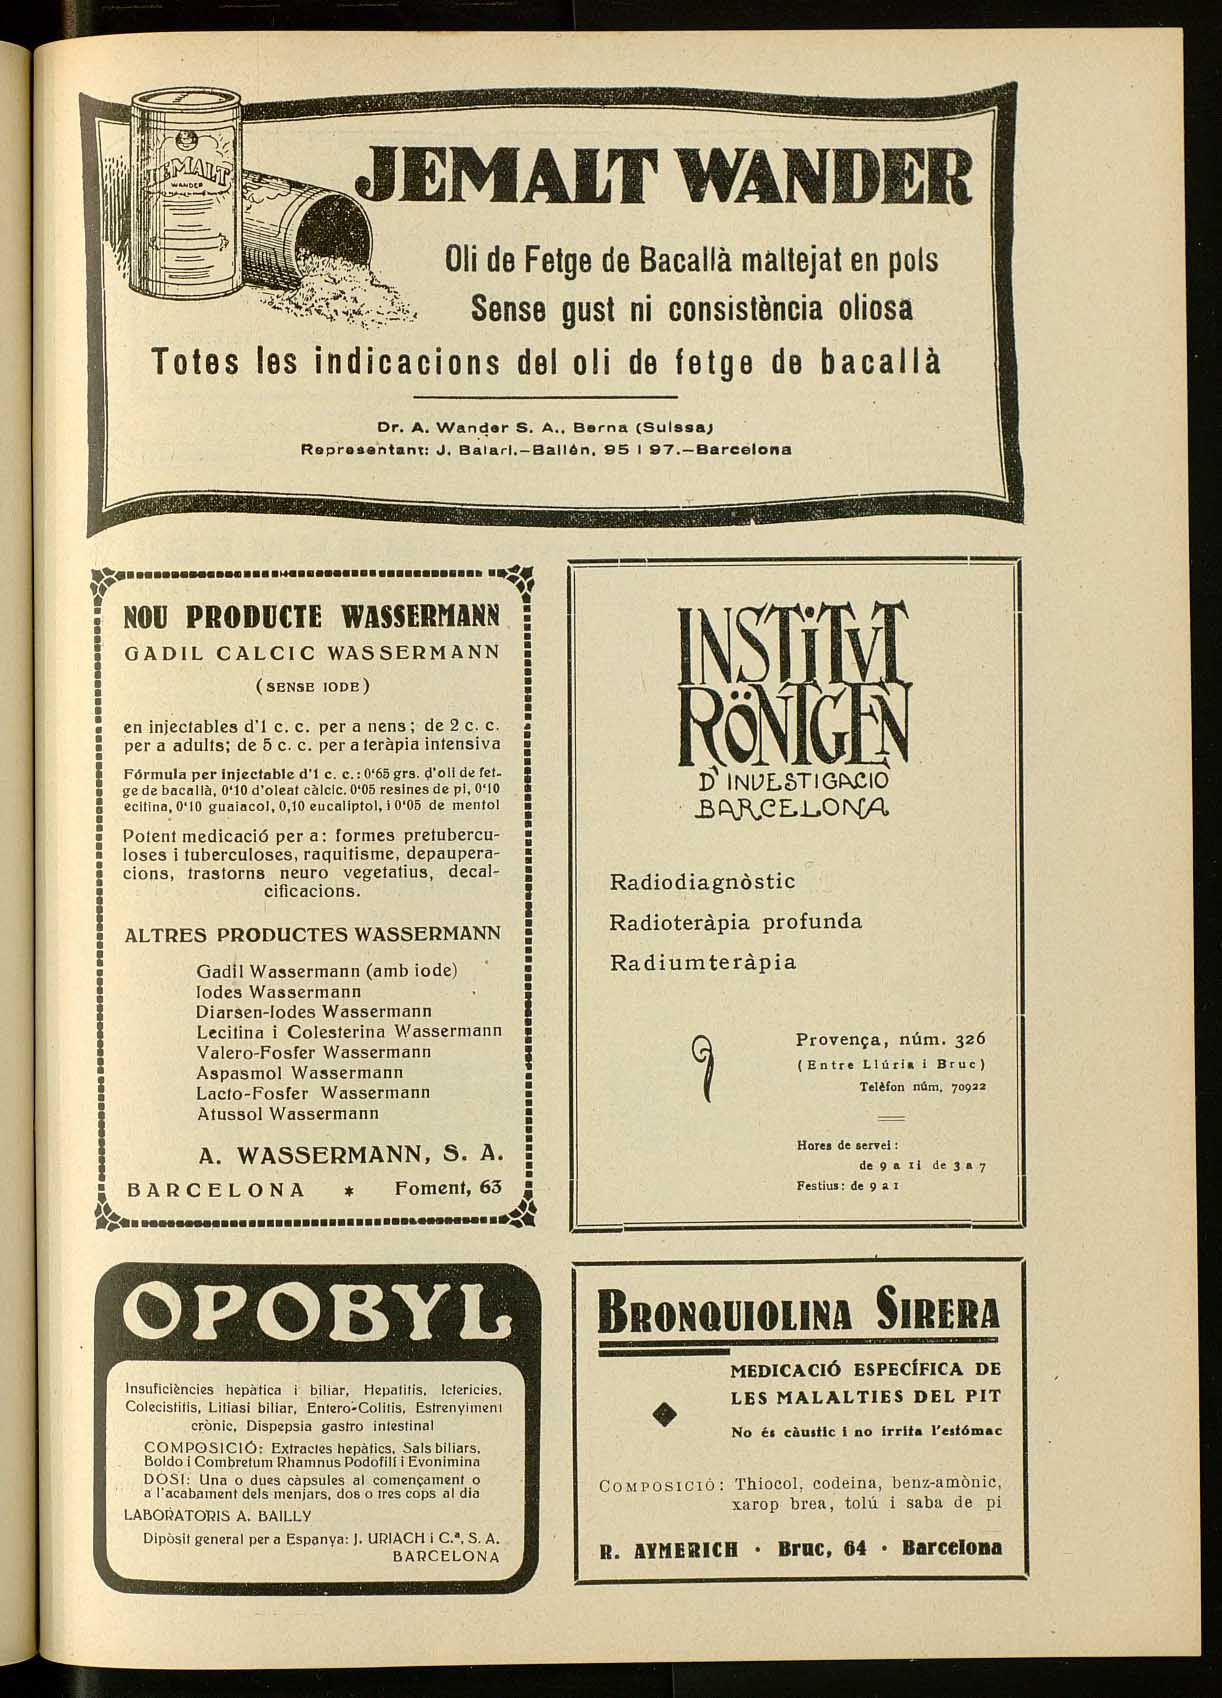 JEMALT
WANDER
JEMALT WANDER
Oli de Fetge de Bacallà maltejat en pols
Sense gust ni consistència oliosa
Totes les indicacions del oli de fetge de bacallà
Dr. A. Wander S. A., Berna (Suïssa)
Representant: J. Balarí.—Bailén, 95 i 97.—Barcelona
NOU PRODUCTE WASSERMANN
GADIL CALCIC WASSERMANN
(SENSE IODE)
en injectables d'1 c. c. per a nens; de 2 c. c.
per a adults; de 5 c. c. per a teràpia intensiva
Fórmula per injectable d'1 c. c.: 0'65 grs. d'oli de fet-
ge de bacallà, 0'10 d'oleat càlcic. 0'05 resines de pi, 0'10
ecitina, 0'10 guaiacol, 0,10 eucaliptol, i 0'05 de mentol
Potent medicació per a: formes pretubercu-
loses i tuberculoses, raquitisme, depaupera-
cions, trastorns neuro vegetatius, decal-
cificacions.
ALTRES PRODUCTES WASSERMANN
Gadil Wassermann (amb iode)
Iodes Wassermann
Diarsen-Iodes Wassermann
Lecitina i Colesterina Wassermann
Valero-Fosfer Wassermann
Aspasmol Wassermann
Lacto-Fosfer Wassermann
Atussol Wassermann
A. WASSERMANN, S. A.
BARCELONA * Foment, 63
INSTiTVT
RÖNTGEN
D'INVESTIGACIO
BARCELONA
Radiodiagnòstic
Radioteràpia profunda
Radiumteràpia
Provença, núm. 326
(Entre Llúria i Bruc)
Telèfon núm. 70922
Hores de servei:
de 9 a 1 i de 3 a 7
Festius: de 9 a 1
OPOBYL
Insuficiències hepàtica i biliar, Hepatitis, Ictericies,
Colecistitis, Litiasi biliar, Entero-Colitis, Estrenyiment
crònic, Dispepsia gastro intestinal
COMPOSICIÓ: Extractes hepàtics, Sals biliars,
Boldo i Combretum Rhamnus Podofili i Evonimina
DOSI: Una o dues càpsules al començament o
a l'acabament dels menjars, dos o tres cops al dia
LABORATORIS A. BAILLY
Dipòsit general per a Espanya: J. URIACH i C.ª, S. A.
BARCELONA
BRONQUIOLINA SIRERA
MEDICACIÓ ESPECÍFICA DE
LES MALALTIES DEL PIT
No és càustic i no irrita l'estómac
COMPOSICIÓ: Thiocol, codeina, benz-amònic,
xarop brea, tolú i saba de pi
R. AYMERICH · Bruc, 64 · Barcelona